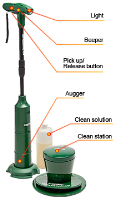 Light
Beeper
Pick up/
Release button
Augger
Clean solution
Clean station